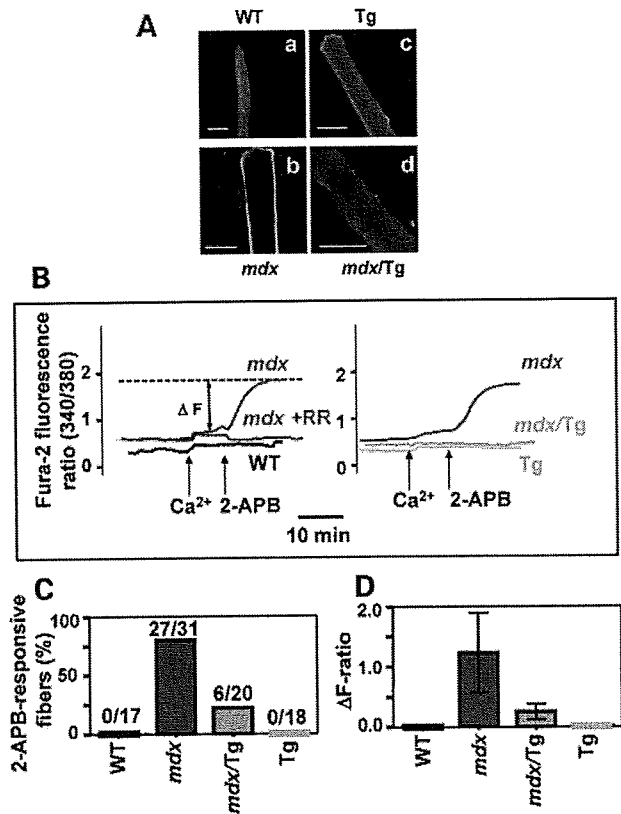 A
WT
Tg
a
c
b
d
mdx
mdx/Tg
B
Fura-2 fluorescence
ratio (340/380)
2
1
0
mdx
Δ F
mdx +RR
WT
Ca2+
2-APB
2
1
0
mdx
mdx/Tg
Tg
Ca2+
2-APB
10 min
C
2-APB-responsive
fibers (%)
100
50
0
0/17
27/31
6/20
0/18
WT
mdx
mdx/Tg
Tg
D
ΔF-ratio
2.0
1.0
0.0
WT
mdx
mdx/Tg
Tg